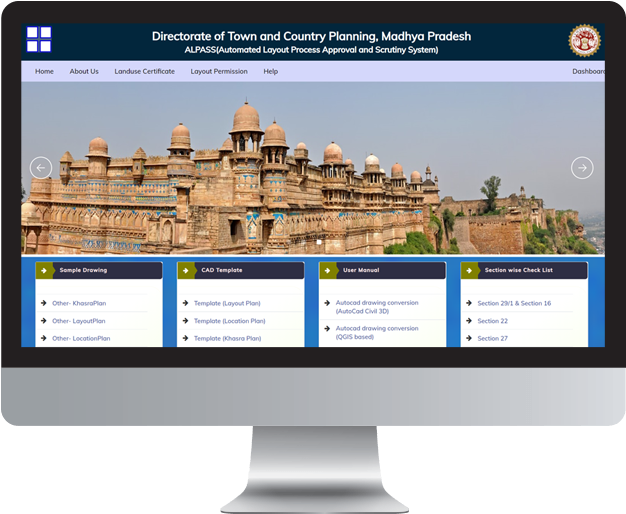 Directorate of Town and Country Planning, Madhya Pradesh
ALPASS(Automated Layout Process Approval and Scrutiny System)
Home About Us Landuse Certificate Layout Permission Help Dashboar
Sample Drawing
Other- KhasraPlan
Other- LayoutPlan
Other- LocationPlan
CAD Template
Template (Layout Plan)
Template (Location Plan)
Template (Khasra Plan)
User Manual
Autocad drawing conversion
(AutoCad Civil 3D)
Autocad drawing conversion
(QGIS based)
Section wise Check List
Section 29/1 & Section 16
Section 22
Section 27